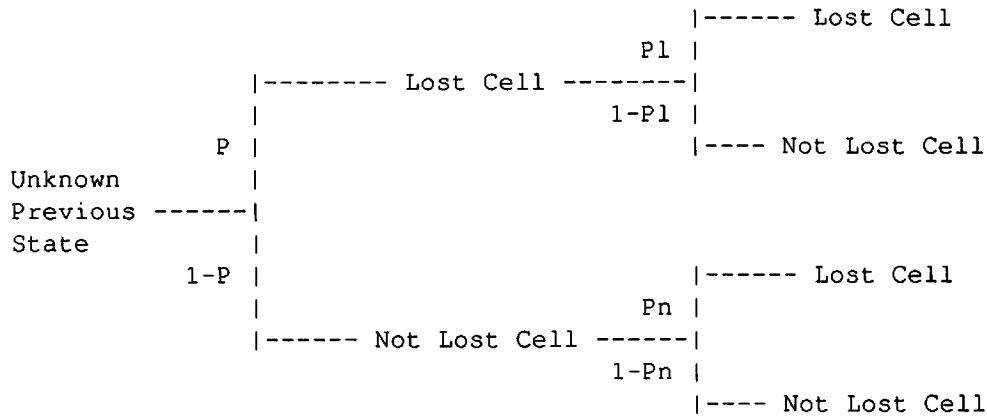 |------ Lost Cell
Pl |
|------- Lost Cell --------|
| 1-Pl |
P | |---- Not Lost Cell
Unknown |
Previous ------|
State |
1-P | |------ Lost Cell
| Pn |
|------ Not Lost Cell ------|
1-Pn |
|---- Not Lost Cell